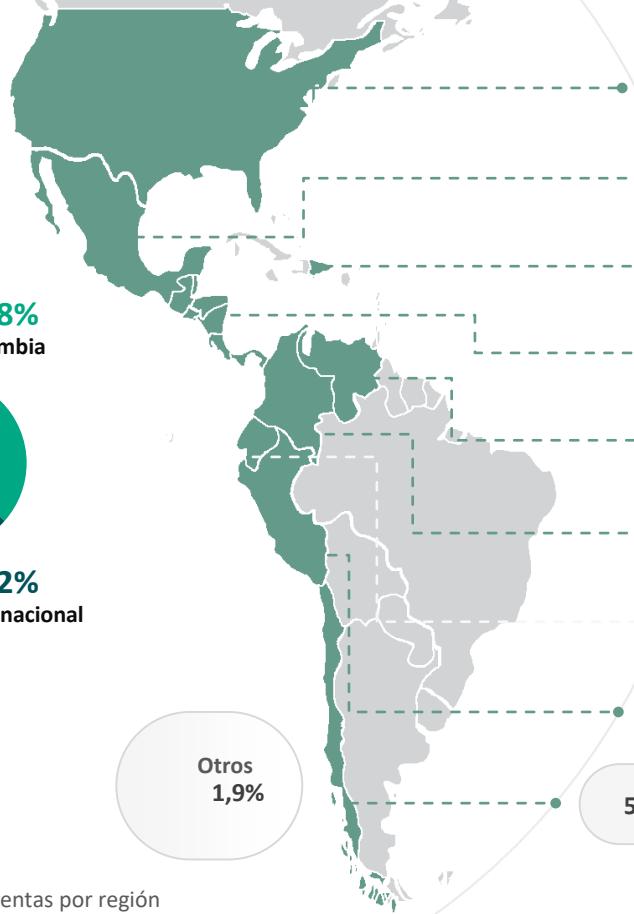 8%
mbia
2%
nacional
Otros
1,9%
5
entas por región